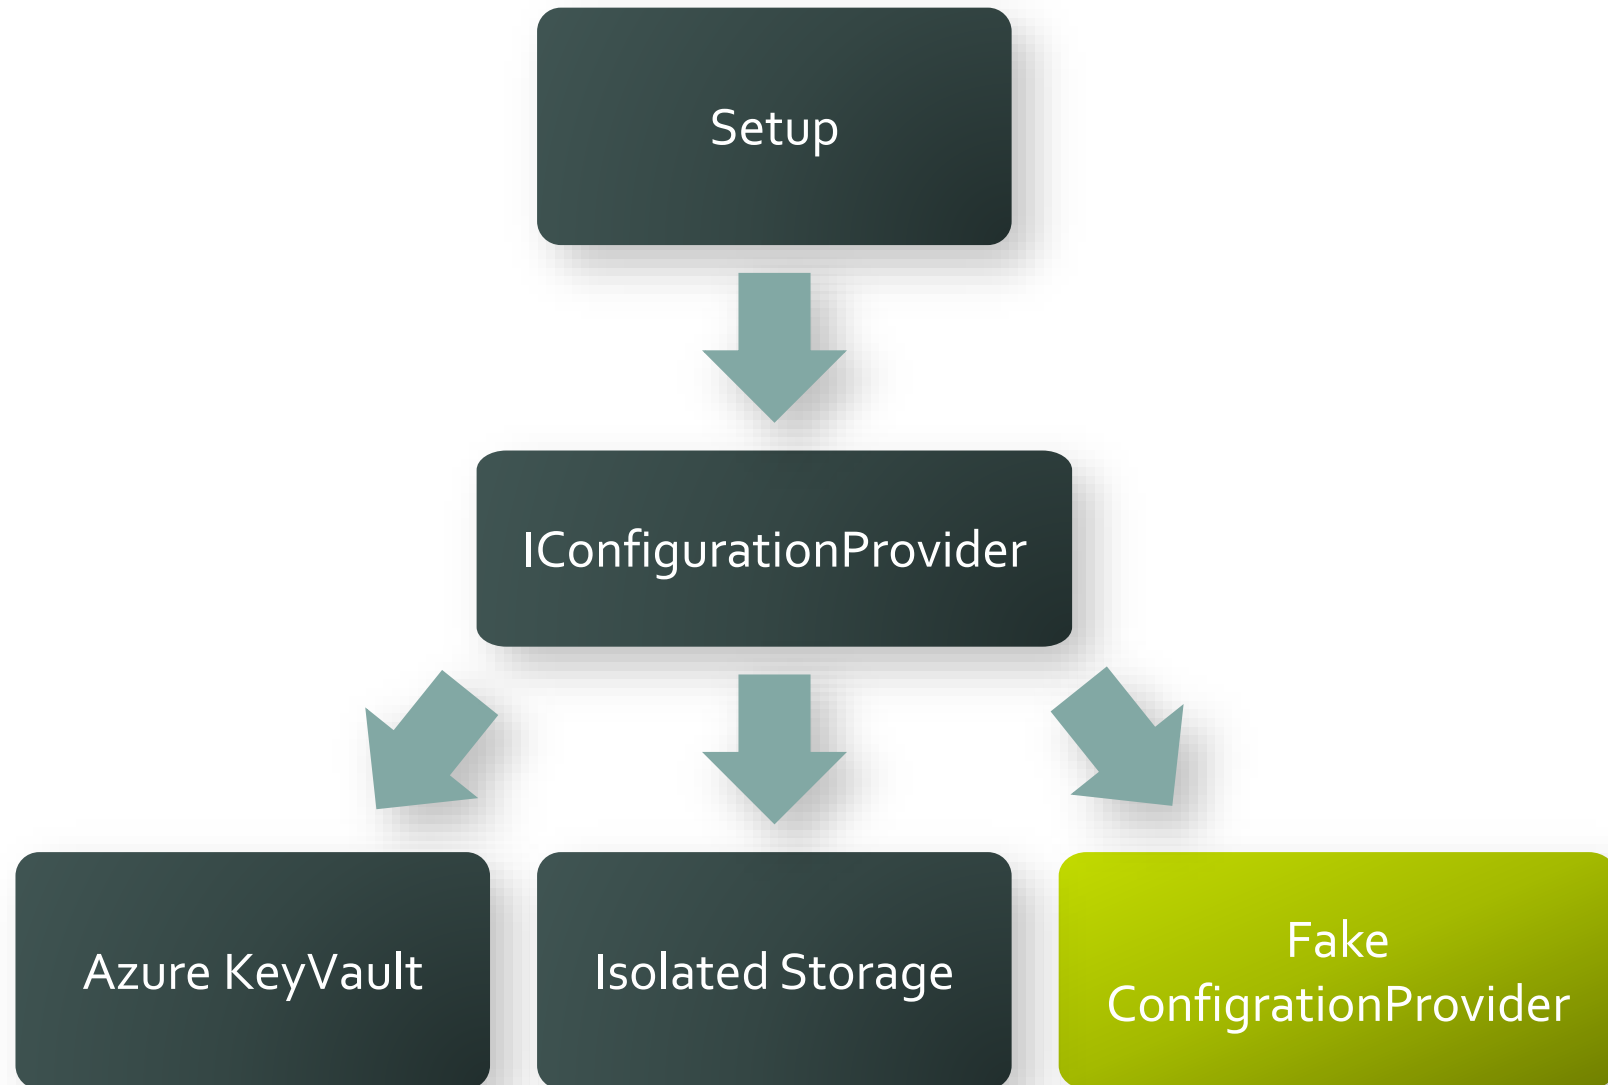 Setup
IConfigurationProvider
Azure KeyVault
Isolated Storage
Fake
ConfigrationProvider